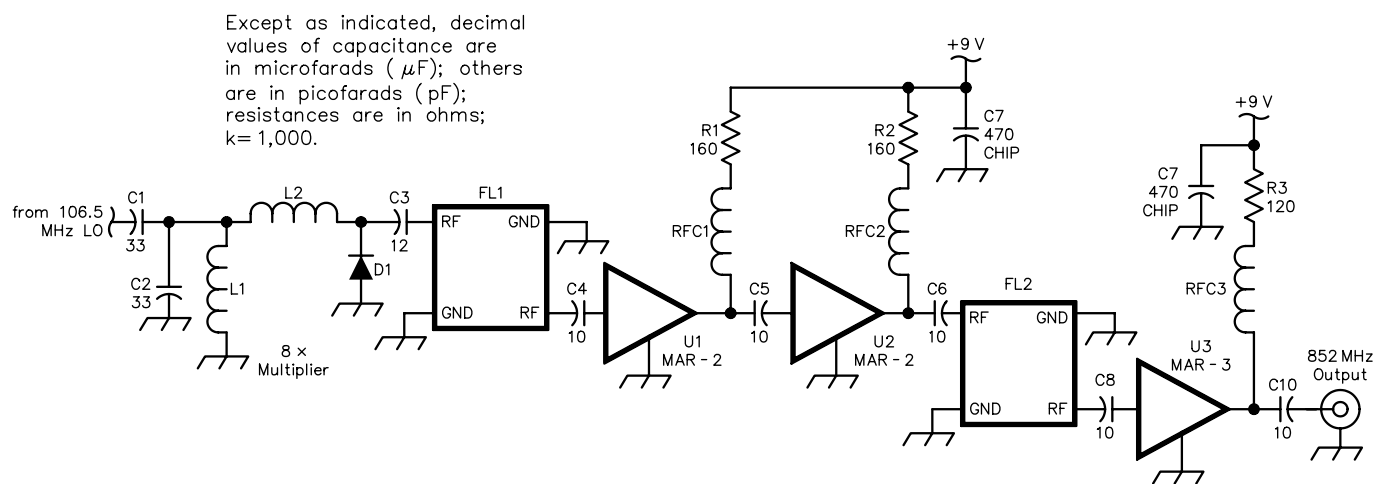 Except as indicated, decimal
values of capacitance are
in microfarads ( µF); others
are in picofarads (pF);
resistances are in ohms;
k=1,000.
+9 V
R1
160
R2
160
C7
470
CHIP
+9 V
C7
470
CHIP
R3
120
from 106.5
MHz LO
C1
33
L2
C3
12
FL1
RF
GND
RFC1
RFC2
C2
33
L1
D1
GND
RF
C4
10
C5
10
C6
10
FL2
RF
GND
RFC3
8 ×
Multiplier
U1
MAR-2
U2
MAR-2
U3
MAR-3
852 MHz
Output
GND
RF
C8
10
C10
10